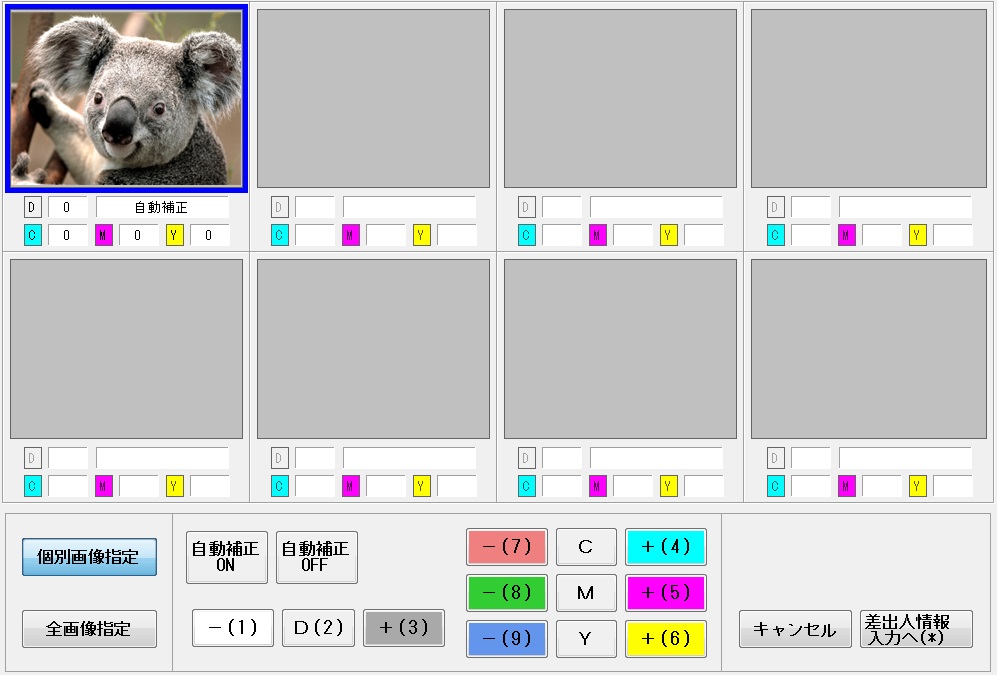 D 0 自動補正 D D D
C 0 M 0 Y 0 C M Y C M Y C M Y
D D D D
C M Y C M Y C M Y C M Y
個別画像指定
全画像指定
自動補正
ON
自動補正
OFF
－(1) D(2) ＋(3)
－(7) C ＋(4)
－(8) M ＋(5)
－(9) Y ＋(6)
キャンセル
差出人情報
入力へ(*)